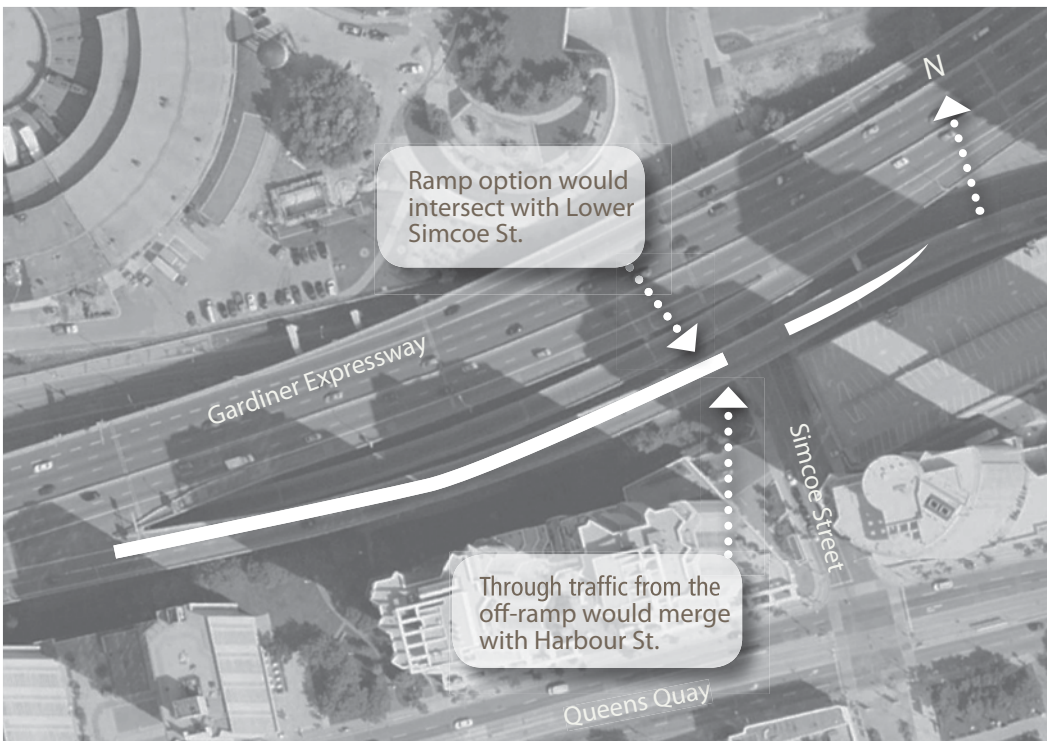 N
Ramp option would
intersect with Lower
Simcoe St.
Gardiner Expressway
Simcoe Street
Through traffic from the
off-ramp would merge
with Harbour St.
Queens Quay